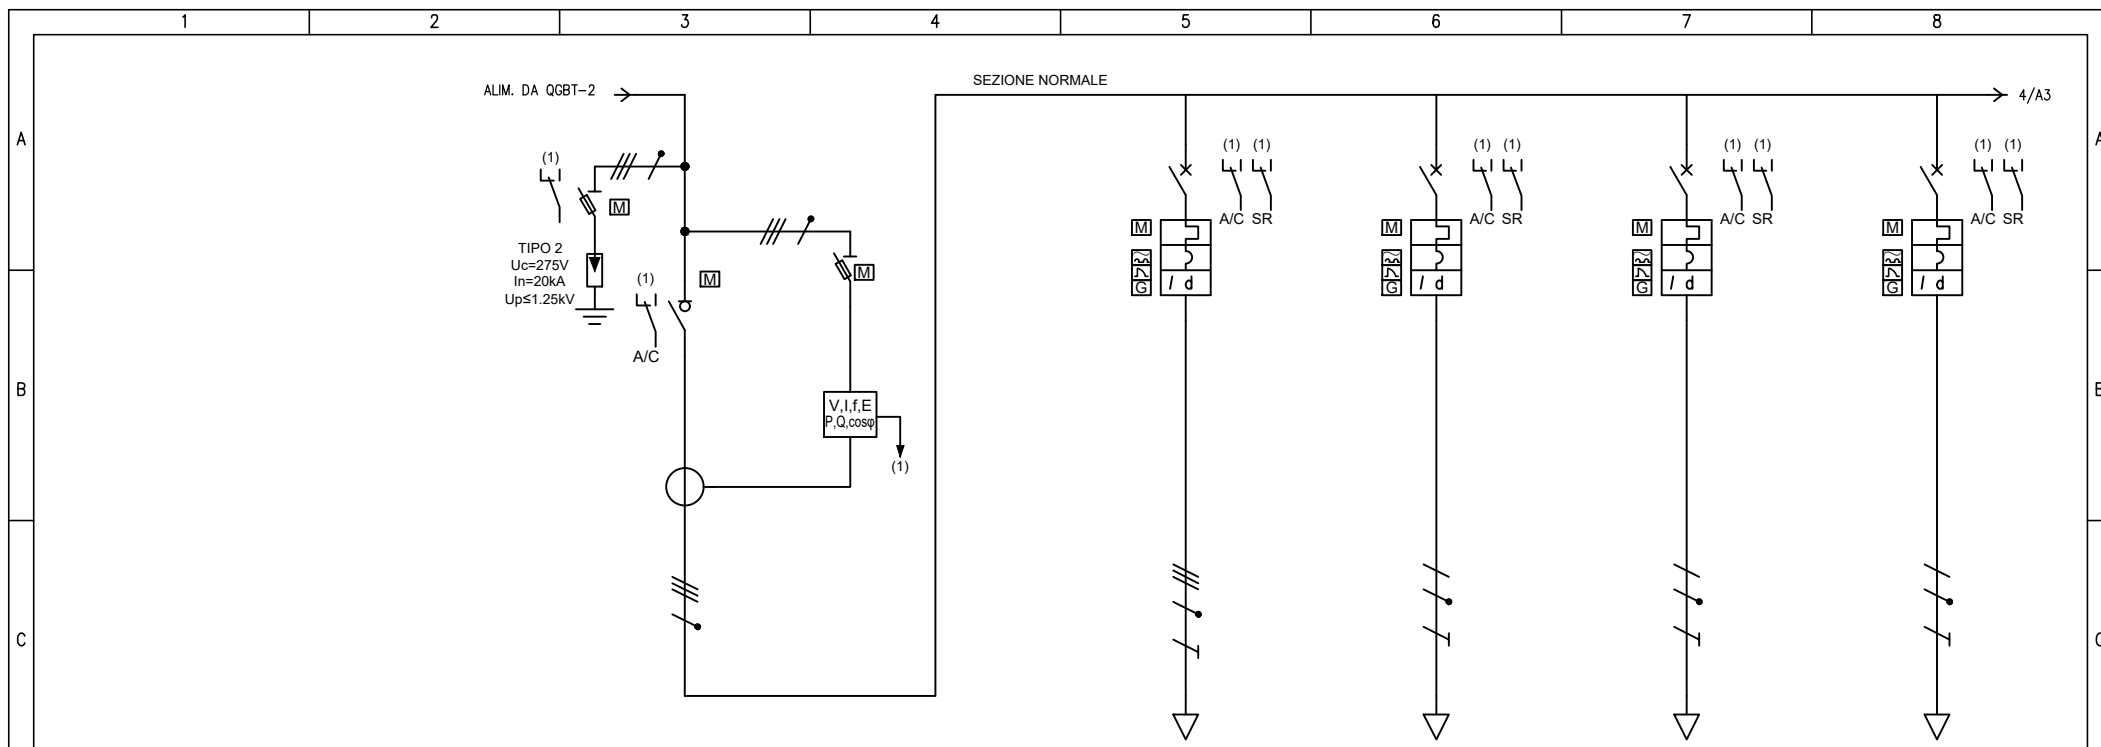 1 2 3 4 5 6 7 8
ALIM. DA QGBT-2
SEZIONE NORMALE
4/A3
A
(1)
M
TIPO 2
Uc=275V
In=20kA
Up≤1.25kV
M
(1)
M
A/C
V,I,f,E
P,Q,cosφ
(1)
(1) (1)
A/C SR
M
G
I d
(1) (1)
A/C SR
M
G
I d
(1) (1)
A/C SR
M
G
I d
(1) (1)
A/C SR
M
G
I d
B
C